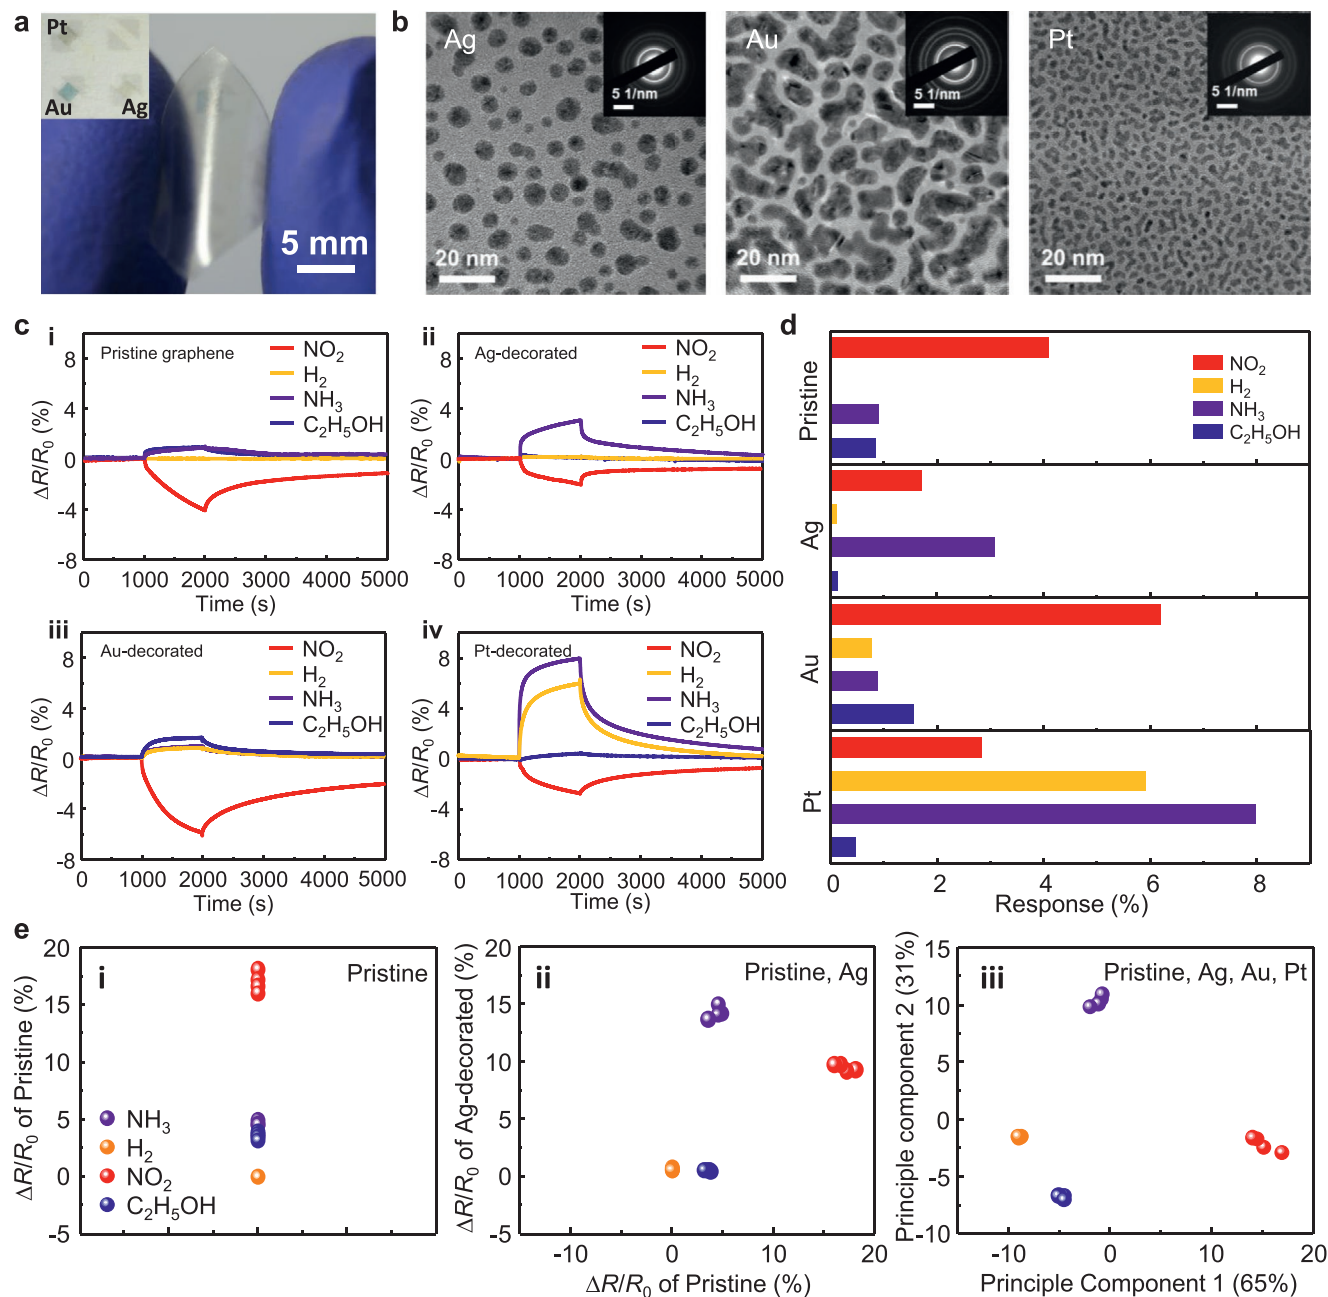 a
Pt
Au
Ag
5 mm
b
Ag
5 1/nm
20 nm
Au
5 1/nm
20 nm
Pt
5 1/nm
20 nm
c
i
Pristine graphene
NO₂
H₂
NH₃
C₂H₅OH
ΔR/R₀ (%)
8
4
0
-4
-8
0 1000 2000 3000 4000 5000
Time (s)
ii
Ag-decorated
NO₂
H₂
NH₃
C₂H₅OH
ΔR/R₀ (%)
8
4
0
-4
-8
0 1000 2000 3000 4000 5000
Time (s)
iii
Au-decorated
NO₂
H₂
NH₃
C₂H₅OH
ΔR/R₀ (%)
8
4
0
-4
-8
0 1000 2000 3000 4000 5000
Time (s)
iv
Pt-decorated
NO₂
H₂
NH₃
C₂H₅OH
ΔR/R₀ (%)
8
4
0
-4
-8
0 1000 2000 3000 4000 5000
Time (s)
d
NO₂
H₂
NH₃
C₂H₅OH
Pristine
Ag
Au
Pt
0 2 4 6 8
Response (%)
e
i
Pristine
ΔR/R₀ of Pristine (%)
20
15
10
5
0
-5
NH₃
H₂
NO₂
C₂H₅OH
ii
Pristine, Ag
ΔR/R₀ of Ag-decorated (%)
20
15
10
5
0
-5
-10 0 10 20
ΔR/R₀ of Pristine (%)
iii
Pristine, Ag, Au, Pt
Principle component 2 (31%)
15
10
5
0
-5
-10
-10 0 10 20
Principle Component 1 (65%)